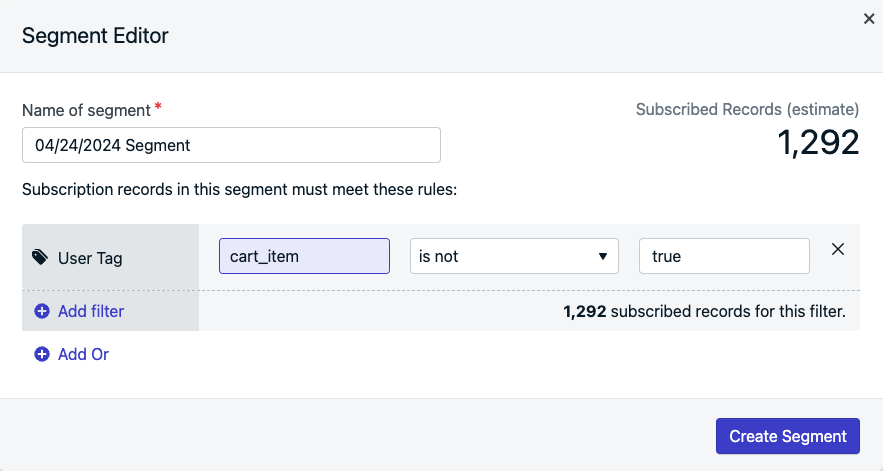 Segment Editor
Name of segment *
Subscribed Records (estimate)
04/24/2024 Segment
1,292
Subscription records in this segment must meet these rules:
User Tag cart_item is not true
Add filter 1,292 subscribed records for this filter.
Add Or
Create Segment